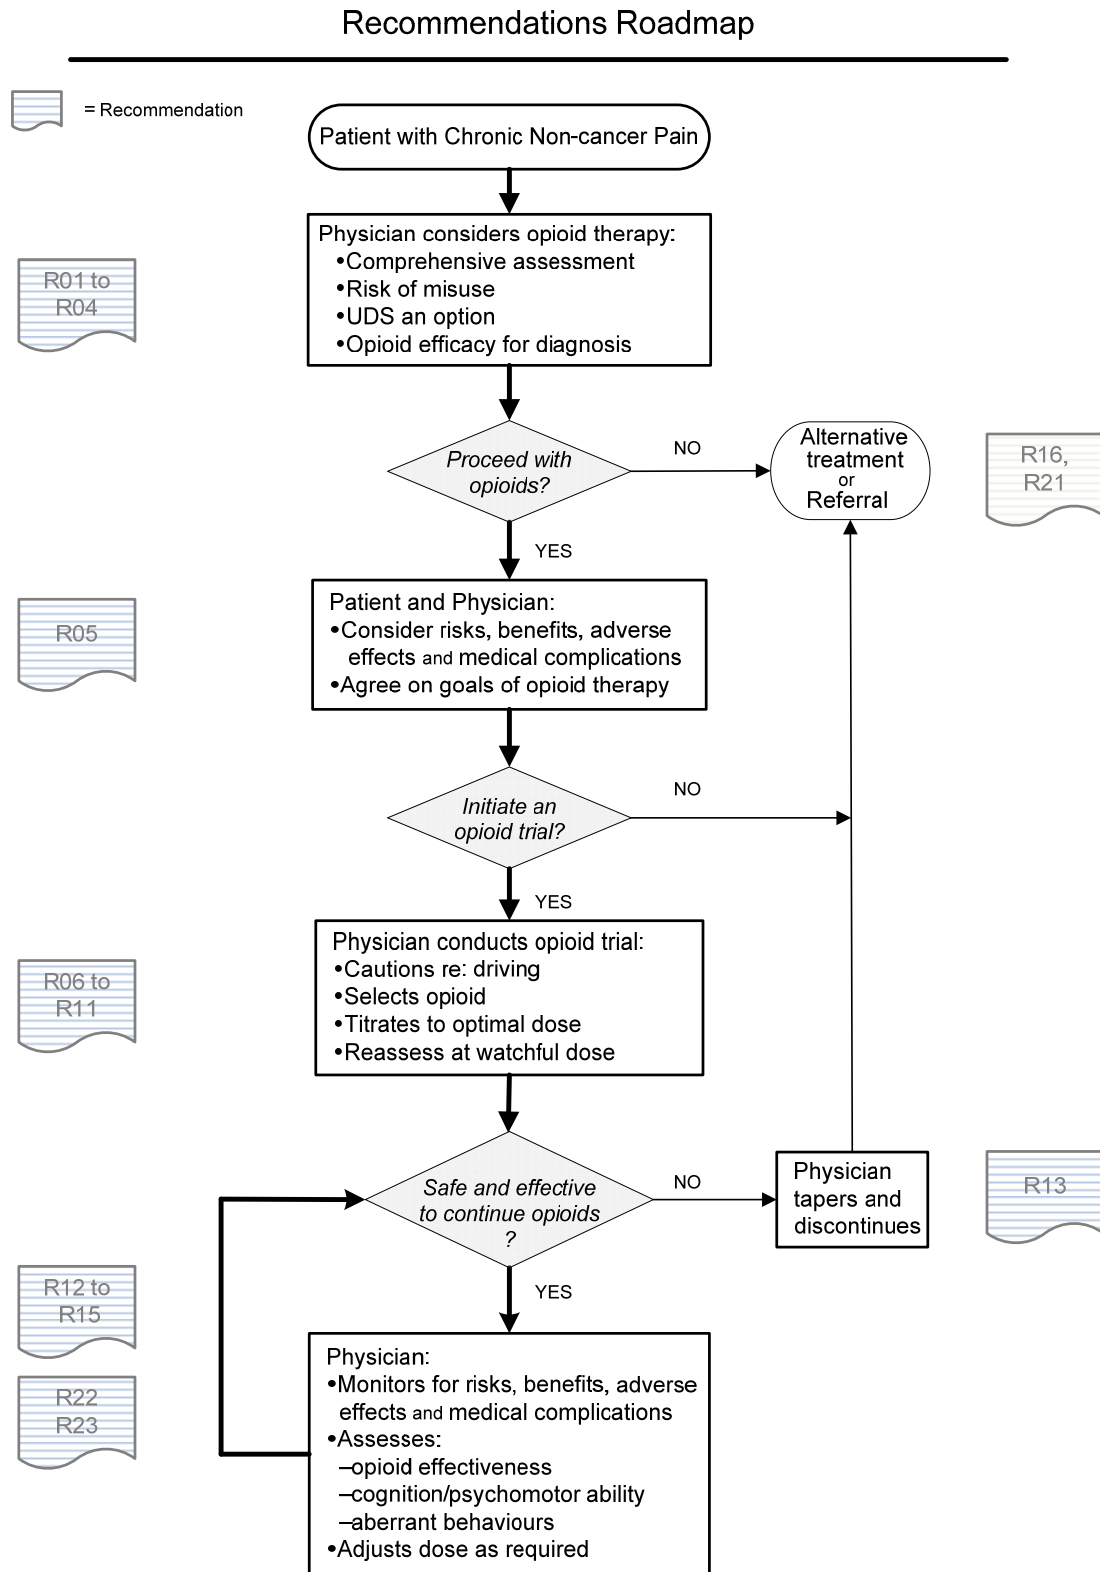 Recommendations Roadmap
= Recommendation
Patient with Chronic Non-cancer Pain
Physician considers opioid therapy:
•Comprehensive assessment
•Risk of misuse
•UDS an option
•Opioid efficacy for diagnosis
R01 to
R04
Proceed with
opioids?
NO
Alternative
treatment
or
Referral
R16,
R21
YES
Patient and Physician:
•Consider risks, benefits, adverse
effects and medical complications
•Agree on goals of opioid therapy
R05
Initiate an
opioid trial?
NO
YES
Physician conducts opioid trial:
•Cautions re: driving
•Selects opioid
•Titrates to optimal dose
•Reassess at watchful dose
R06 to
R11
Safe and effective
to continue opioids
?
NO
Physician
tapers and
discontinues
R13
YES
R12 to
R15
R22
R23
Physician:
•Monitors for risks, benefits, adverse
effects and medical complications
•Assesses:
–opioid effectiveness
–cognition/psychomotor ability
–aberrant behaviours
•Adjusts dose as required